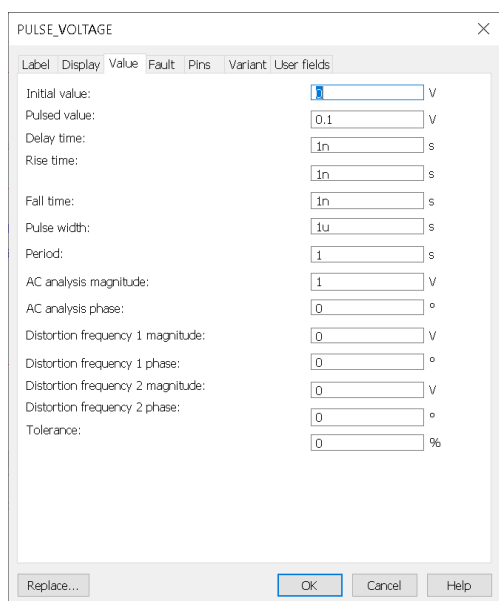 PULSE_VOLTAGE
Label Display Value Fault Pins Variant User fields
Initial value: 0 V
Pulsed value: 0.1 V
Delay time: 1n s
Rise time: 1n s
Fall time: 1n s
Pulse width: 1u s
Period: 1 s
AC analysis magnitude: 1 V
AC analysis phase: 0 °
Distortion frequency 1 magnitude: 0 V
Distortion frequency 1 phase: 0 °
Distortion frequency 2 magnitude: 0 V
Distortion frequency 2 phase: 0 °
Tolerance: 0 %
Replace... OK Cancel Help